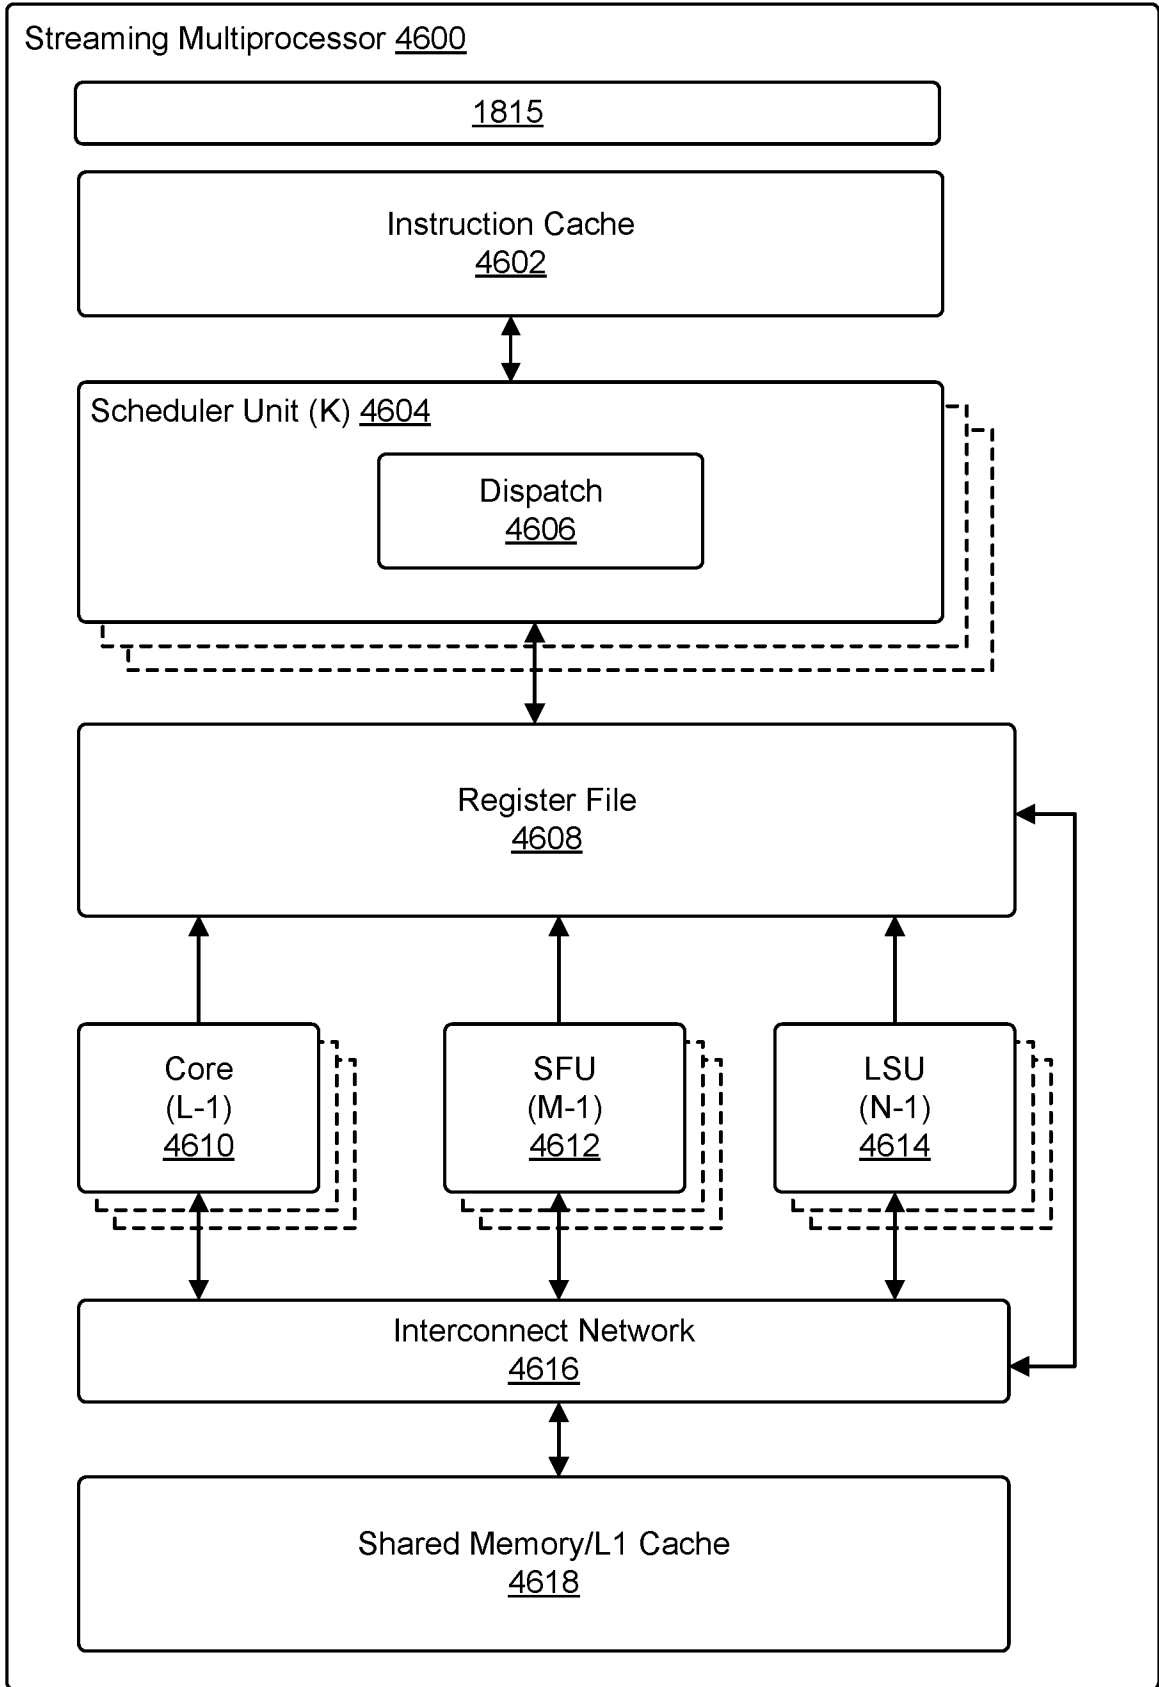 Streaming Multiprocessor 4600
1815
Instruction Cache
4602
Scheduler Unit (K) 4604
Dispatch
4606
Register File
4608
Core
(L-1)
4610
SFU
(M-1)
4612
LSU
(N-1)
4614
Interconnect Network
4616
Shared Memory/L1 Cache
4618